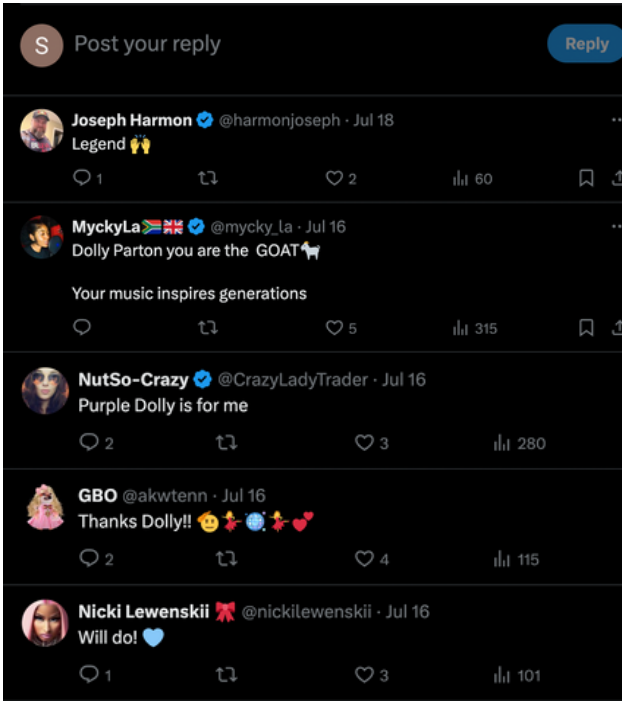 S Post your reply Reply
Joseph Harmon @harmonjoseph · Jul 18
Legend 🙌
1 2 60
MyckyLa🇿🇦🇬🇧 @mycky_la · Jul 16
Dolly Parton you are the GOAT🐐
Your music inspires generations
5 315
NutSo-Crazy @CrazyLadyTrader · Jul 16
Purple Dolly is for me
2 3 280
GBO @akwtenn · Jul 16
Thanks Dolly!! 🫡💃🪩💃💕
2 4 115
Nicki Lewenskii 🎀 @nickilewenskii · Jul 16
Will do! 🩵
1 3 101